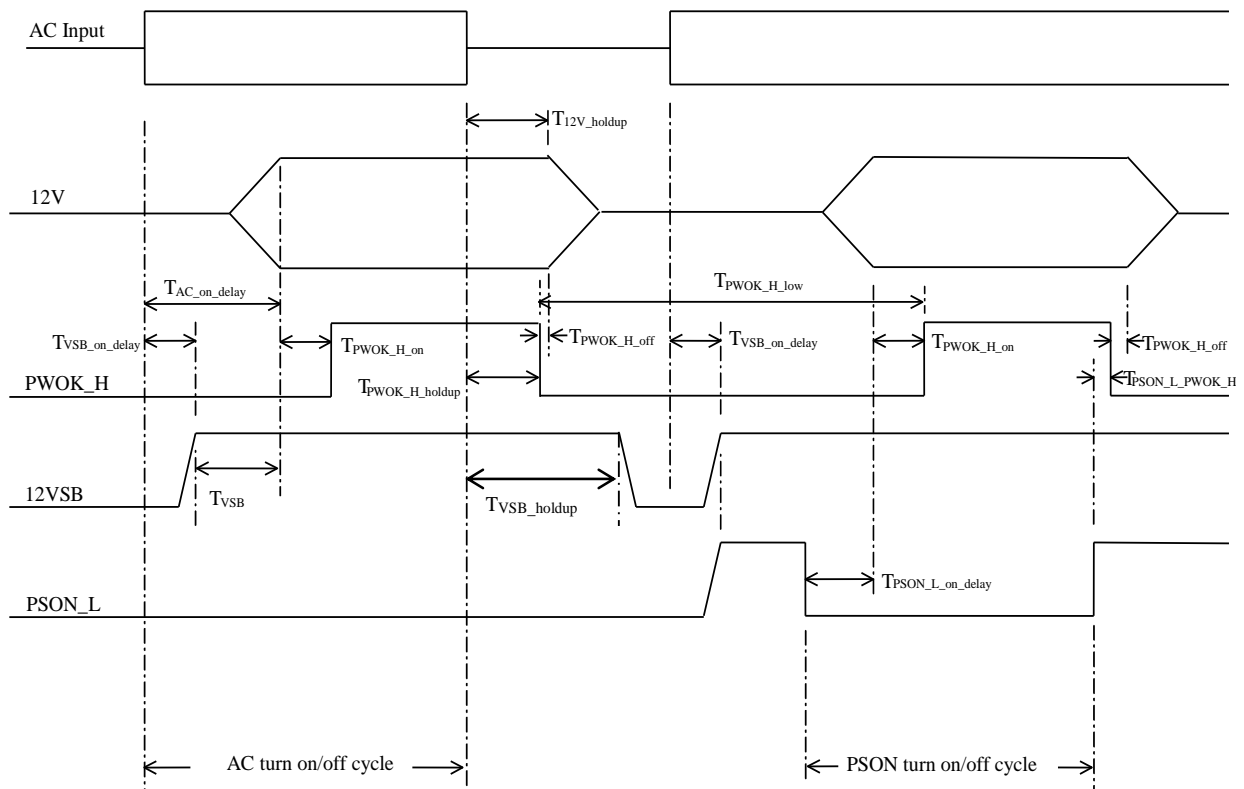 AC Input
T12V_holdup
12V
TAC_on_delay
TPWOK_H_low
TVSB_on_delay
TPWOK_H_on
TPWOK_H_off
TVSB_on_delay
TPWOK_H_on
TPWOK_H_off
PWOK_H
TPWOK_H_holdup
TPSON_L_PWOK_H
12VSB
TVSB
TVSB_holdup
PSON_L
TPSON_L_on_delay
AC turn on/off cycle
PSON turn on/off cycle